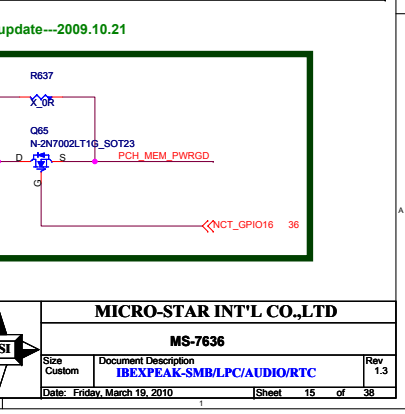 update---2009.10.21
R637
X_0R
Q65
N-2N7002LT1G_SOT23
D S PCH_MEM_PWRGD
G
NCT_GPIO16 36
A
MICRO-STAR INT'L CO.,LTD
SI
MS-7636
Size Document Description Rev
Custom IBEXPEAK-SMB/LPC/AUDIO/RTC 1.3
Date: Friday, March 19, 2010 Sheet 15 of 38
1